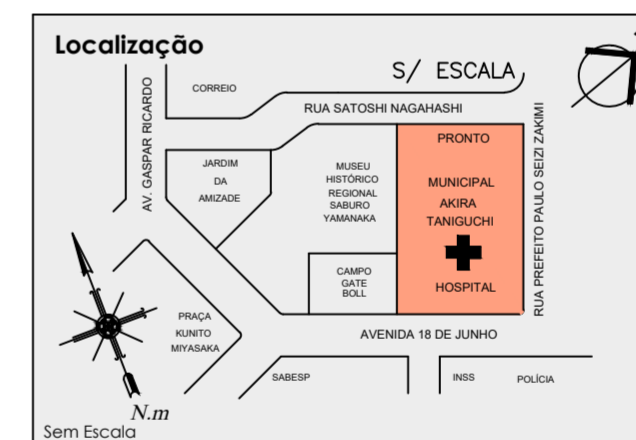 Localização
S/ ESCALA
CORREIO
AV. GASPAR RICARDO
RUA SATOSHI NAGAHASHI
JARDIM
DA
AMIZADE
MUSEU
HISTÓRICO
REGIONAL
SABURO
YAMANAKA
PRONTO
MUNICIPAL
AKIRA
TANIGUCHI
HOSPITAL
RUA PREFEITO PAULO SEIZI ZAKIMI
CAMPO
GATE
BOLL
PRAÇA
KUNITO
MIYASAKA
AVENIDA 18 DE JUNHO
SABESP
INSS
POLÍCIA
N.m
Sem Escala